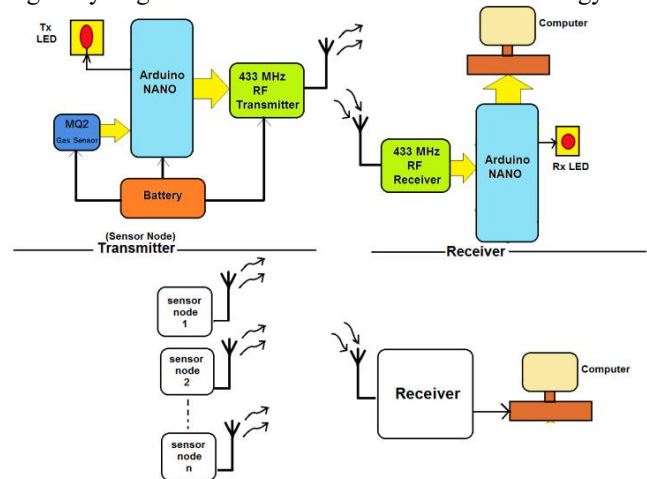 Tx
LED
Arduino
NANO
433 MHz
RF
Transmitter
MQ2
Gas Sensor
Battery
(Sensor Node)
Transmitter
Computer
433 MHz
RF
Receiver
Arduino
NANO
Rx LED
Receiver
sensor
node
1
sensor
node
2
sensor
node
n
Receiver
Computer